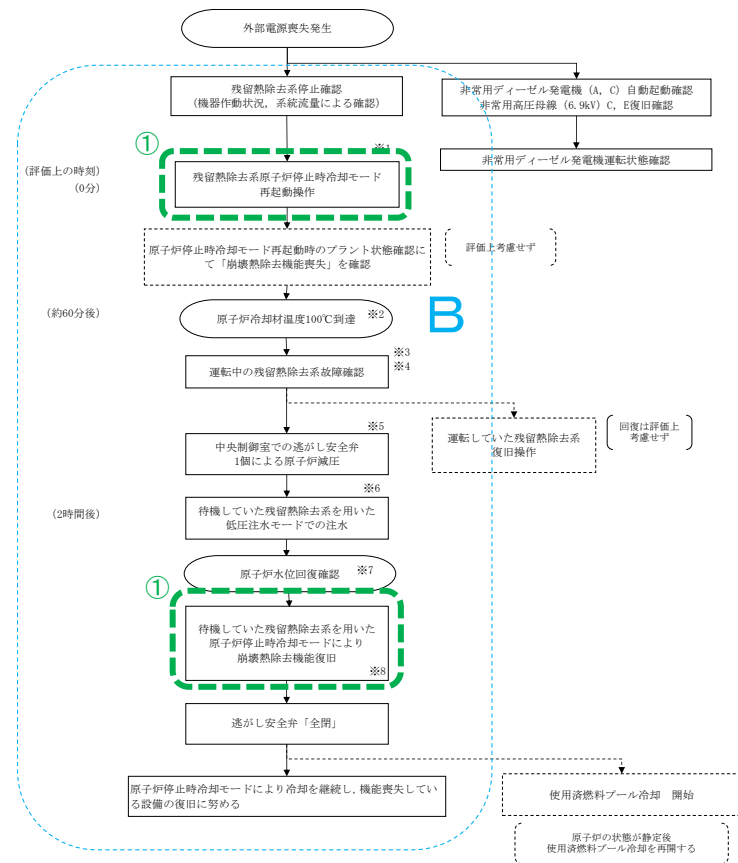 外部電源喪失発生
残留熱除去系停止確認
(機器作動状況，系統流量による確認)
非常用ディーゼル発電機（A，C）自動起動確認
非常用高圧母線（6.9kV）C，E復旧確認
非常用ディーゼル発電機運転状態確認
①
※1
(評価上の時刻)
(0分)
残留熱除去系原子炉停止時冷却モード
再起動操作
原子炉停止時冷却モード再起動時のプラント状態確認に
て「崩壊熱除去機能喪失」を確認
評価上考慮せず
B
(約60分後)
原子炉冷却材温度100℃到達
※2
※3
※4
運転中の残留熱除去系故障確認
運転していた残留熱除去系
復旧操作
回復は評価上
考慮せず
※5
中央制御室での逃がし安全弁
1個による原子炉減圧
※6
(2時間後)
待機していた残留熱除去系を用いた
低圧注水モードでの注水
原子炉水位回復確認
※7
①
待機していた残留熱除去系を用いた
原子炉停止時冷却モードにより
崩壊熱除去機能復旧
※8
逃がし安全弁「全閉」
原子炉停止時冷却モードにより冷却を継続し，機能喪失してい
る設備の復旧に努める
使用済燃料プール冷却　開始
原子炉の状態が静定後
使用済燃料プール冷却を再開する